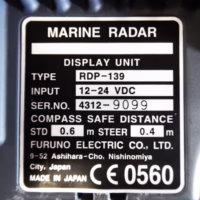 MARINE RADAR
DISPLAY UNIT
TYPE RDP-139
INPUT 12-24 VDC
SER.NO. 4312-9099
COMPASS SAFE DISTANCE
STD 0.6 m STEER 0.4 m
FURUNO ELECTRIC CO., LTD.
9-52 Ashihara-Cho. Nishinomiya
City, Japan
MADE IN JAPAN CE 0560